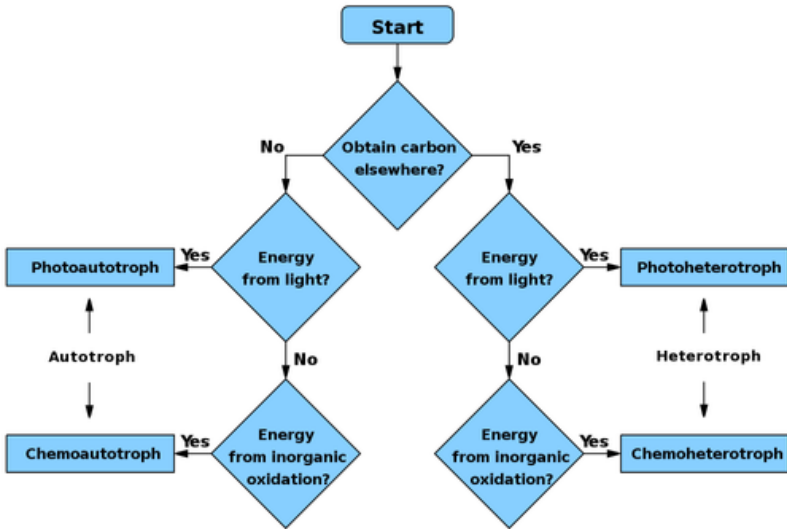 Start
Obtain carbon
elsewhere?
No
Yes
Energy
from light?
Yes
Photoautotroph
Energy
from light?
Yes
Photoheterotroph
Autotroph
No
No
Heterotroph
Energy
from inorganic
oxidation?
Yes
Chemoautotroph
Energy
from inorganic
oxidation?
Yes
Chemoheterotroph